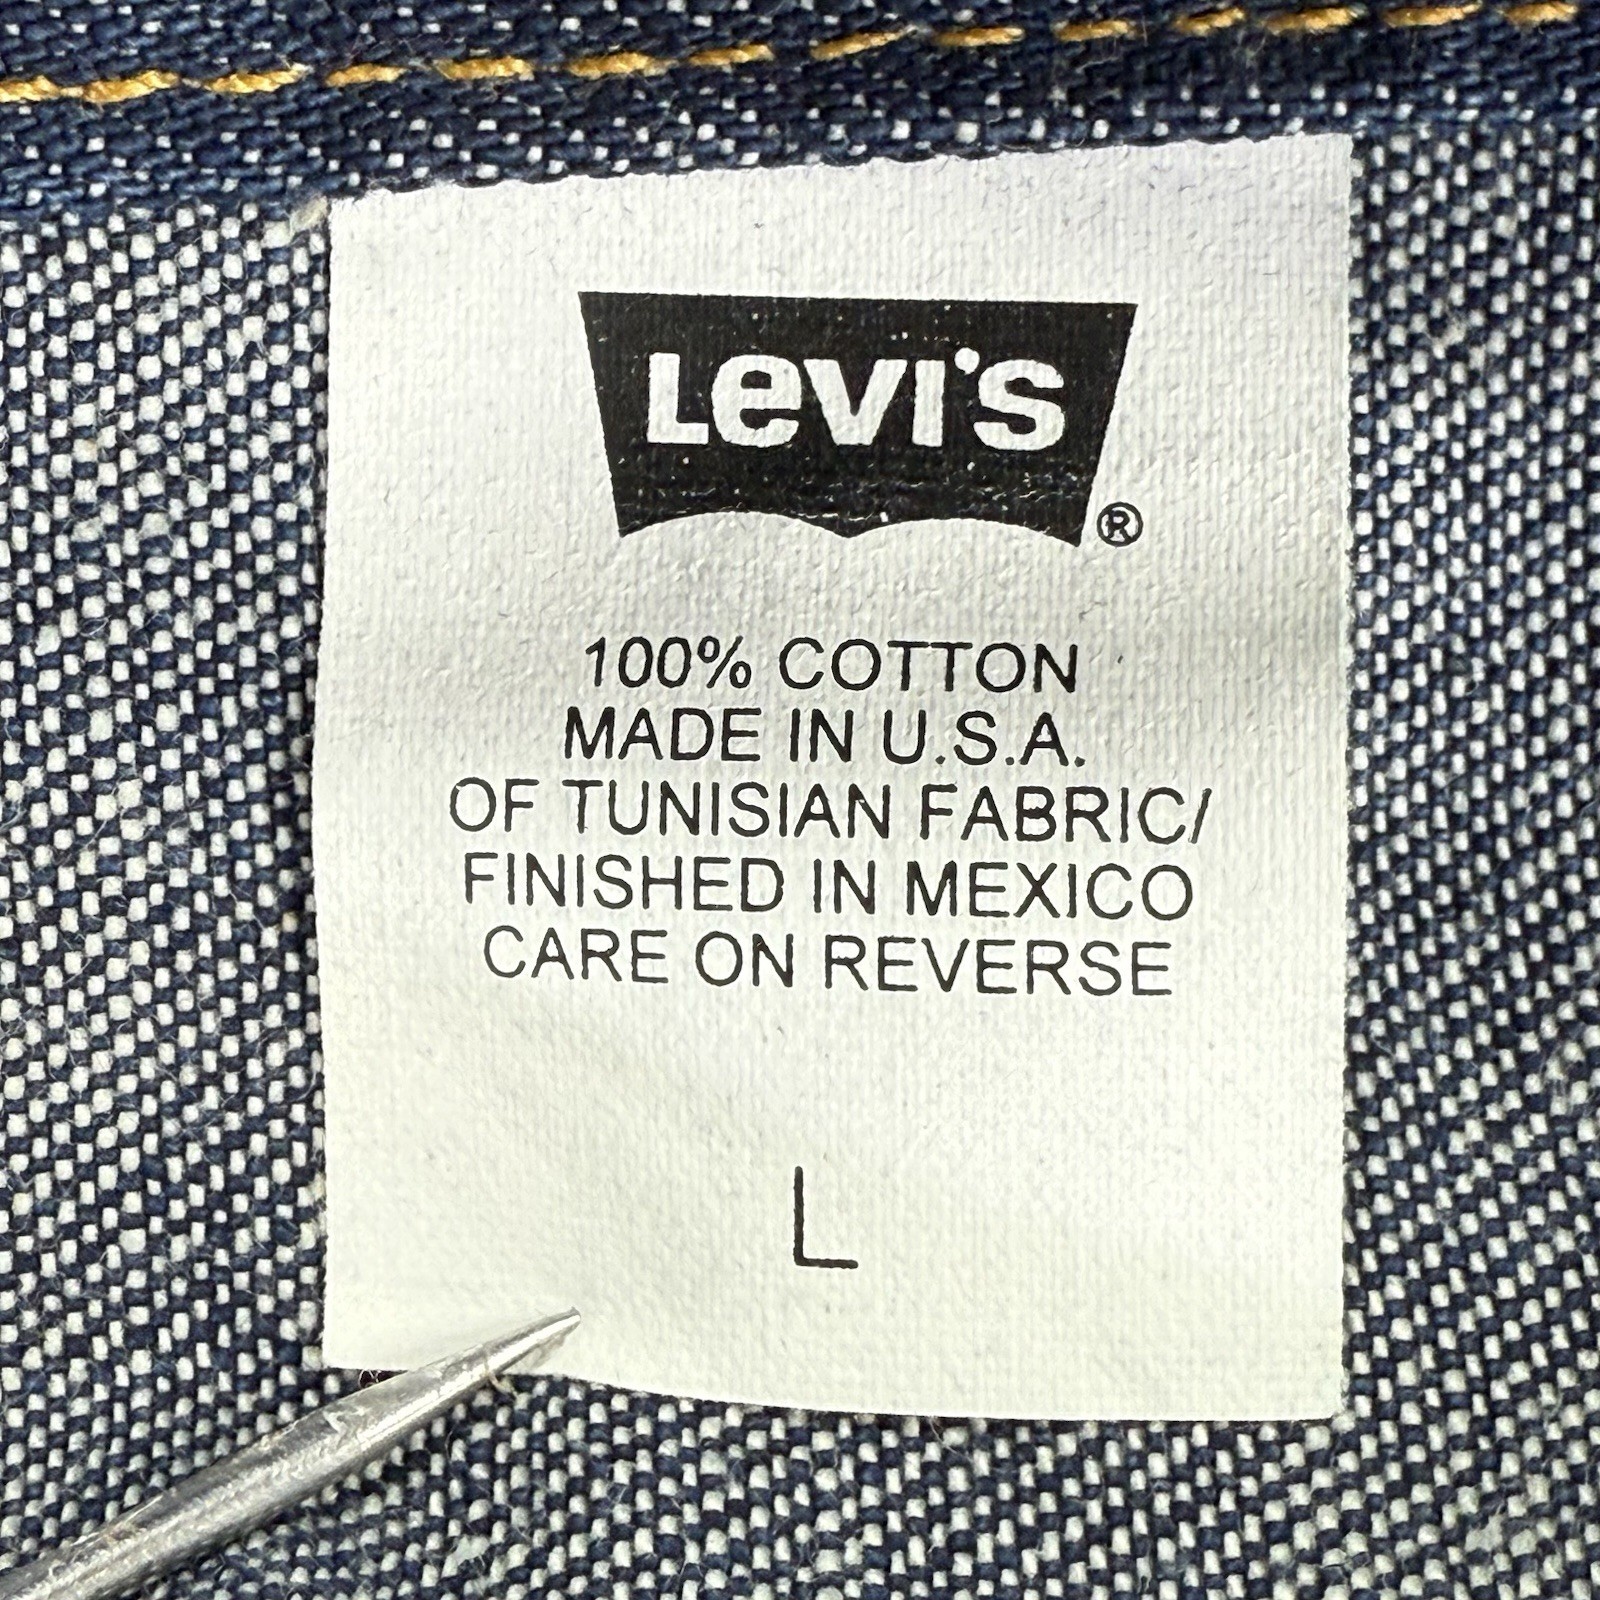 Levi's
®
100% COTTON
MADE IN U.S.A.
OF TUNISIAN FABRIC/
FINISHED IN MEXICO
CARE ON REVERSE
L